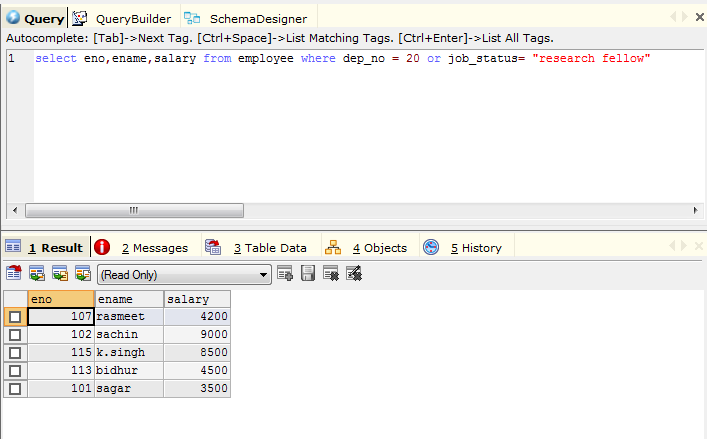 Query QueryBuilder SchemaDesigner
Autocomplete: [Tab]->Next Tag. [Ctrl+Space]->List Matching Tags. [Ctrl+Enter]->List All Tags.
1 select eno,ename,salary from employee where dep_no = 20 or job_status= "research fellow"
1 Result 2 Messages 3 Table Data 4 Objects 5 History
(Read Only)
eno ename salary
107 rasmeet 4200
102 sachin 9000
115 k.singh 8500
113 bidhur 4500
101 sagar 3500